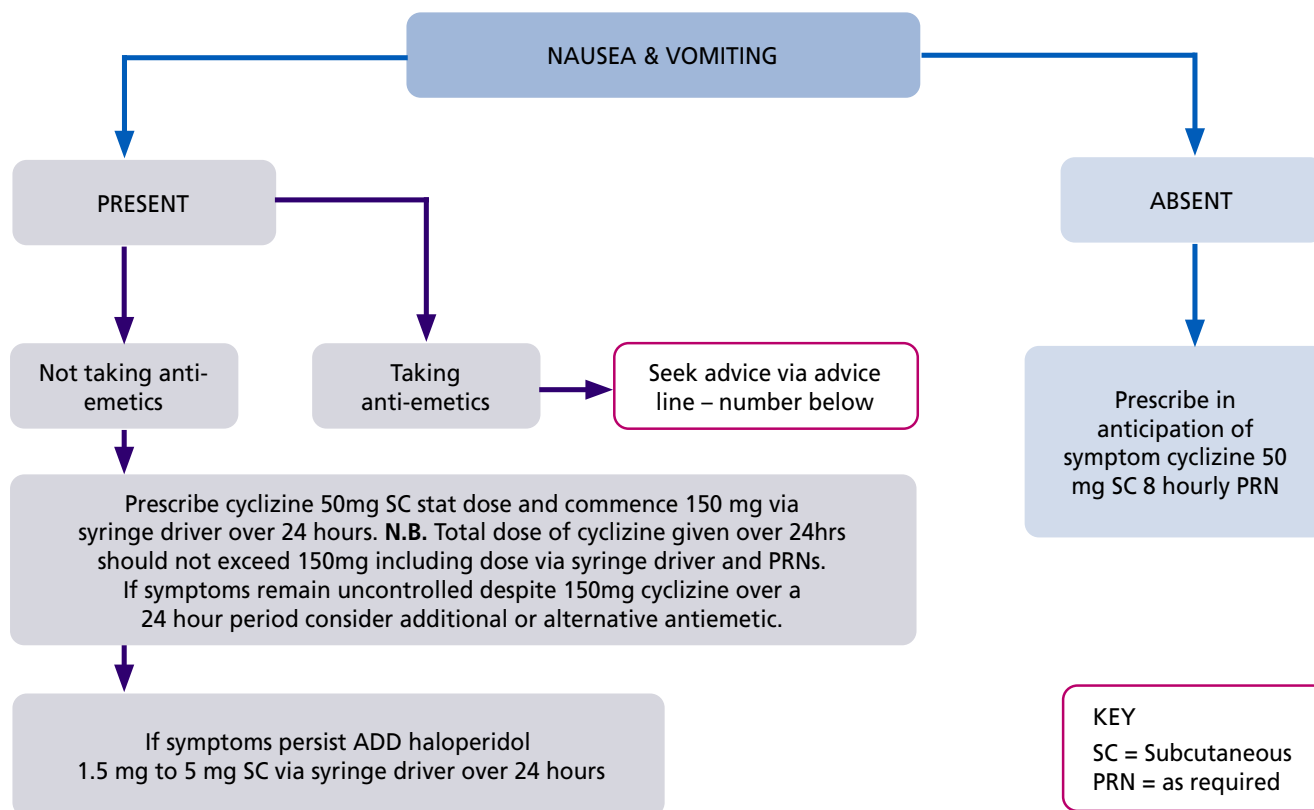 NAUSEA & VOMITING
PRESENT
ABSENT
Not taking anti-
emetics
Taking
anti-emetics
Seek advice via advice
line – number below
Prescribe in
anticipation of
symptom cyclizine 50
mg SC 8 hourly PRN
Prescribe cyclizine 50mg SC stat dose and commence 150 mg via
syringe driver over 24 hours. N.B. Total dose of cyclizine given over 24hrs
should not exceed 150mg including dose via syringe driver and PRNs.
If symptoms remain uncontrolled despite 150mg cyclizine over a
24 hour period consider additional or alternative antiemetic.
If symptoms persist ADD haloperidol
1.5 mg to 5 mg SC via syringe driver over 24 hours
KEY
SC = Subcutaneous
PRN = as required